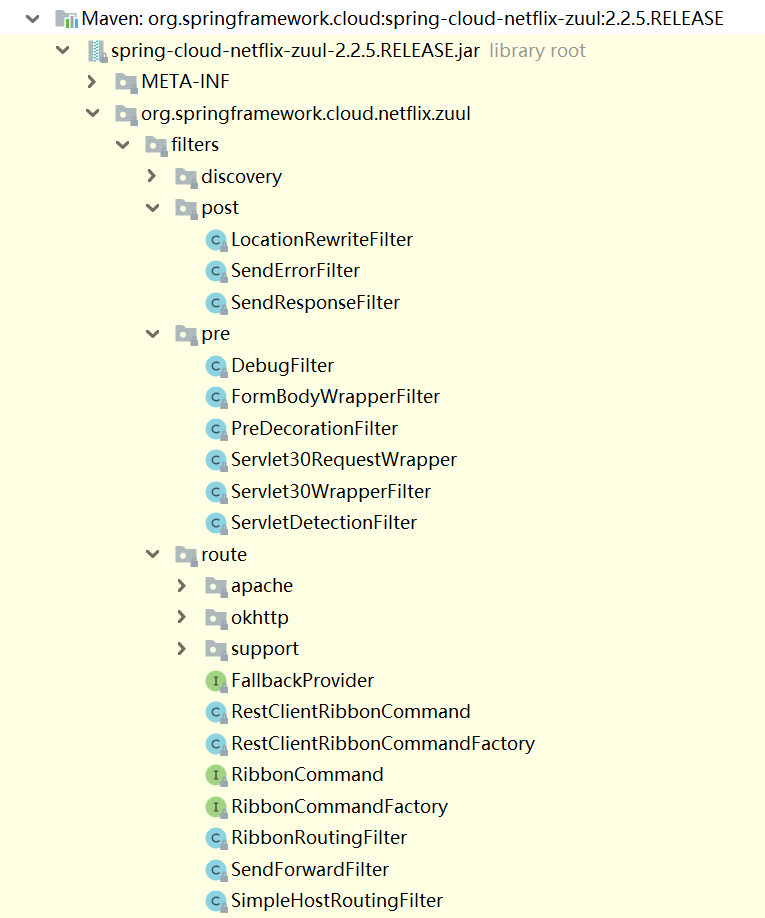 Maven: org.springframework.cloud:spring-cloud-netflix-zuul:2.2.5.RELEASE
spring-cloud-netflix-zuul-2.2.5.RELEASE.jar library root
META-INF
org.springframework.cloud.netflix.zuul
filters
discovery
post
C LocationRewriteFilter
C SendErrorFilter
C SendResponseFilter
pre
C DebugFilter
C FormBodyWrapperFilter
C PreDecorationFilter
C Servlet30RequestWrapper
C Servlet30WrapperFilter
C ServletDetectionFilter
route
apache
okhttp
support
I FallbackProvider
C RestClientRibbonCommand
C RestClientRibbonCommandFactory
I RibbonCommand
I RibbonCommandFactory
C RibbonRoutingFilter
C SendForwardFilter
C SimpleHostRoutingFilter